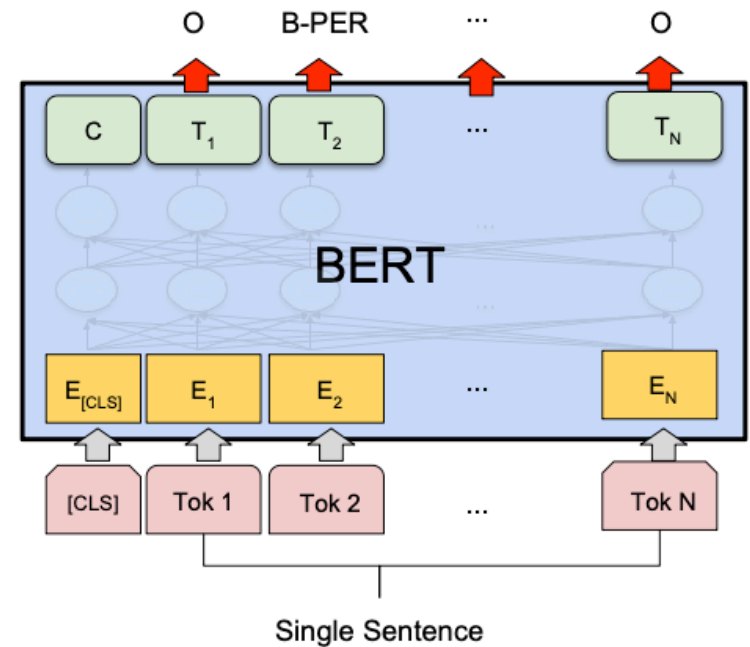 O B-PER ... O
C T1 T2 ... TN
...
BERT
...
E[CLS] E1 E2 ... EN
[CLS] Tok 1 Tok 2 ... Tok N
Single Sentence